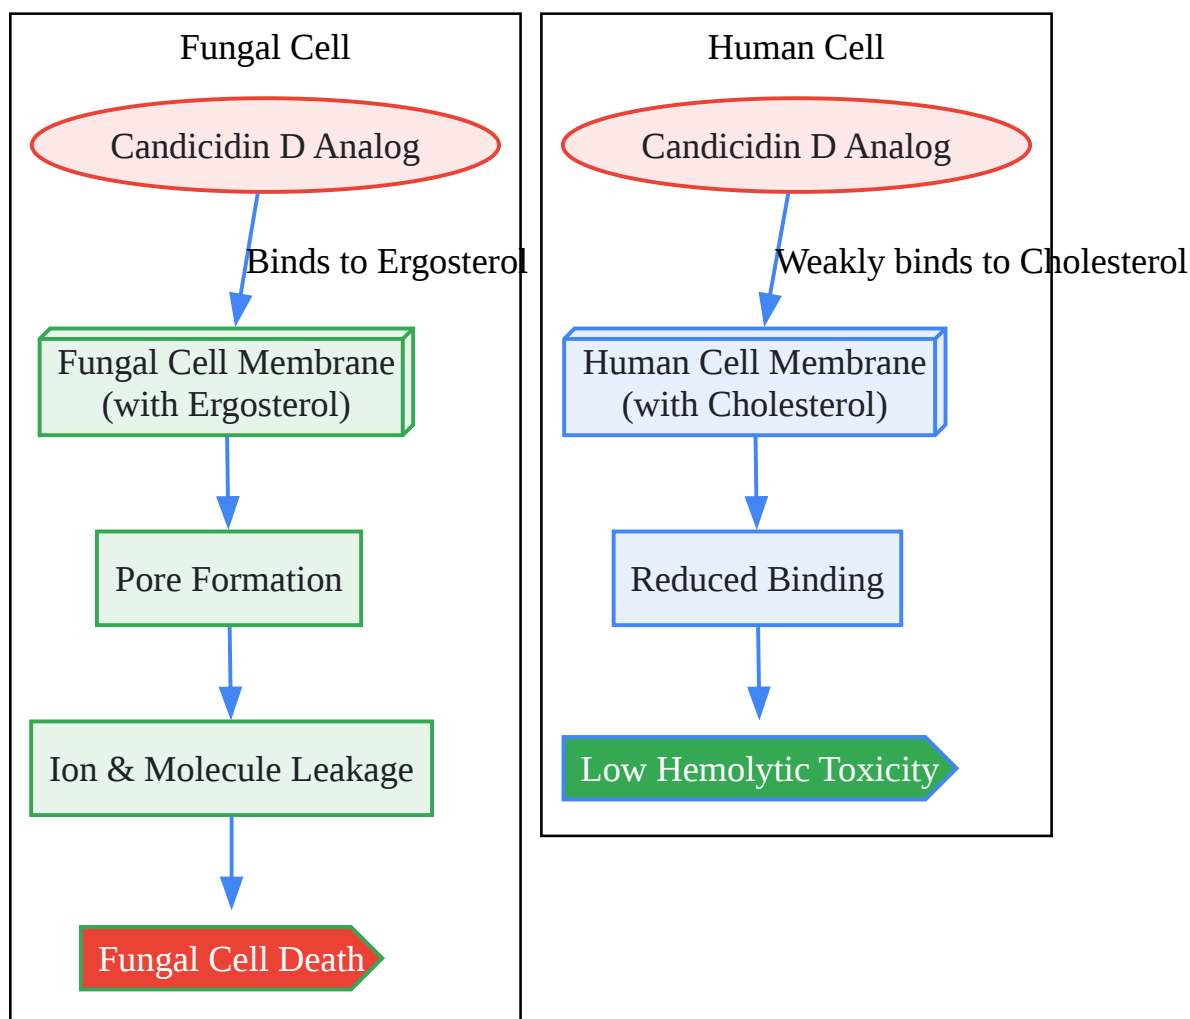 Fungal Cell
Candicidin D Analog
Binds to Ergosterol
Fungal Cell Membrane
(with Ergosterol)
Pore Formation
Ion & Molecule Leakage
Fungal Cell Death
Human Cell
Candicidin D Analog
Weakly binds to Cholesterol
Human Cell Membrane
(with Cholesterol)
Reduced Binding
Low Hemolytic Toxicity